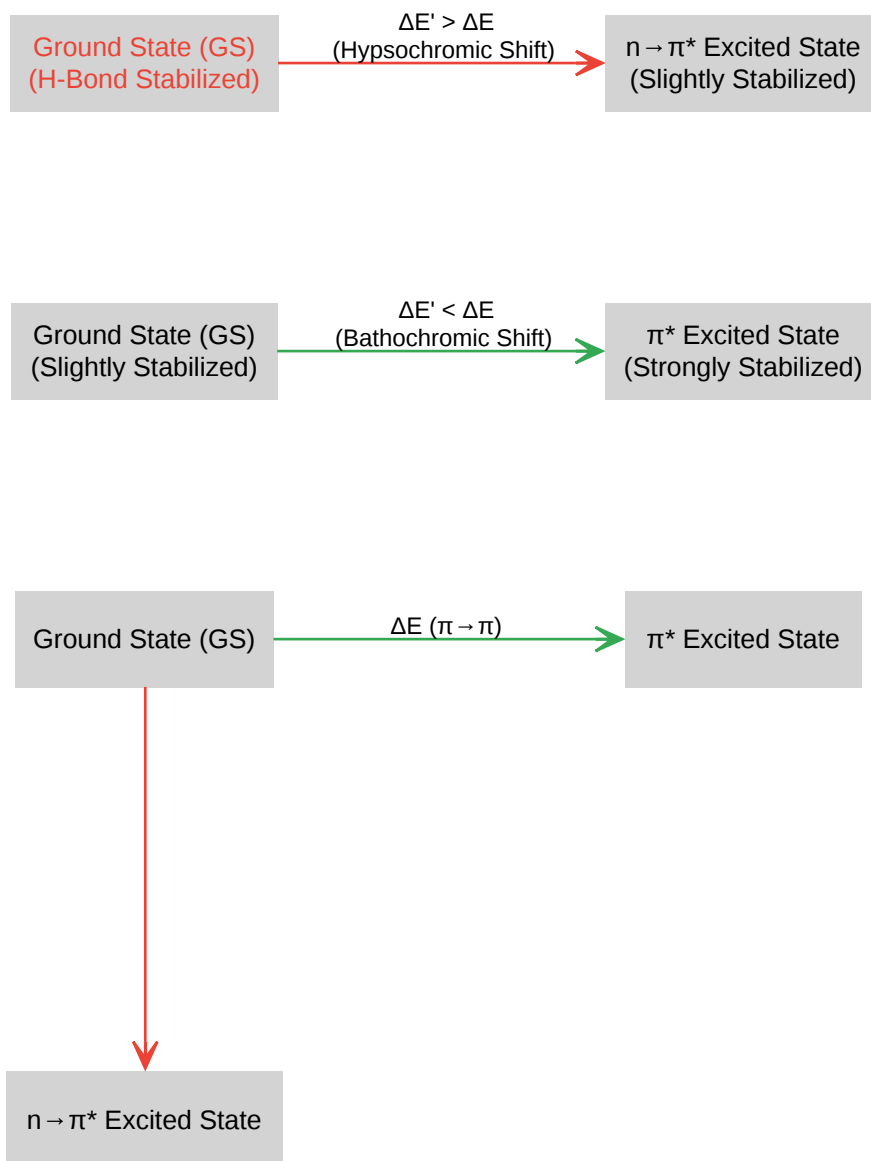 ΔE' > ΔE
(Hypsochromic Shift)
Ground State (GS)
(H-Bond Stabilized)
n→π* Excited State
(Slightly Stabilized)
ΔE' < ΔE
(Bathochromic Shift)
Ground State (GS)
(Slightly Stabilized)
π* Excited State
(Strongly Stabilized)
Ground State (GS)
ΔE (π→π)
π* Excited State
n→π* Excited State